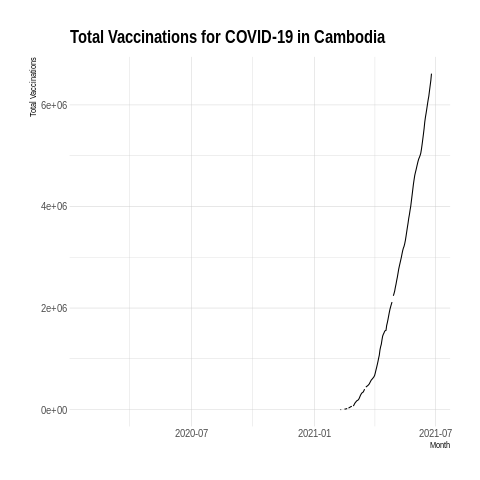 Total Vaccinations for COVID-19 in Cambodia
Total Vaccinations
6e+06
4e+06
2e+06
0e+00
2020-07 2021-01 2021-07
Month